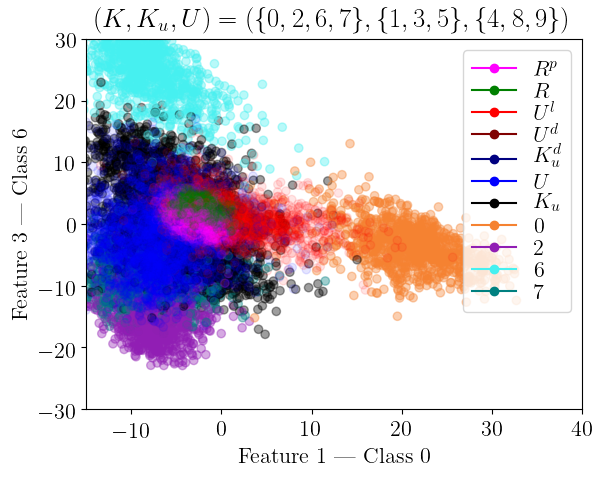 (K, K_u, U) = ({0, 2, 6, 7}, {1, 3, 5}, {4, 8, 9})
30
20
10
0
−10
−20
−30
Feature 3 — Class 6
−10
0
10
20
30
40
Feature 1 — Class 0
R^p
R
U^l
U^d
K_u^d
U
K_u
0
2
6
7